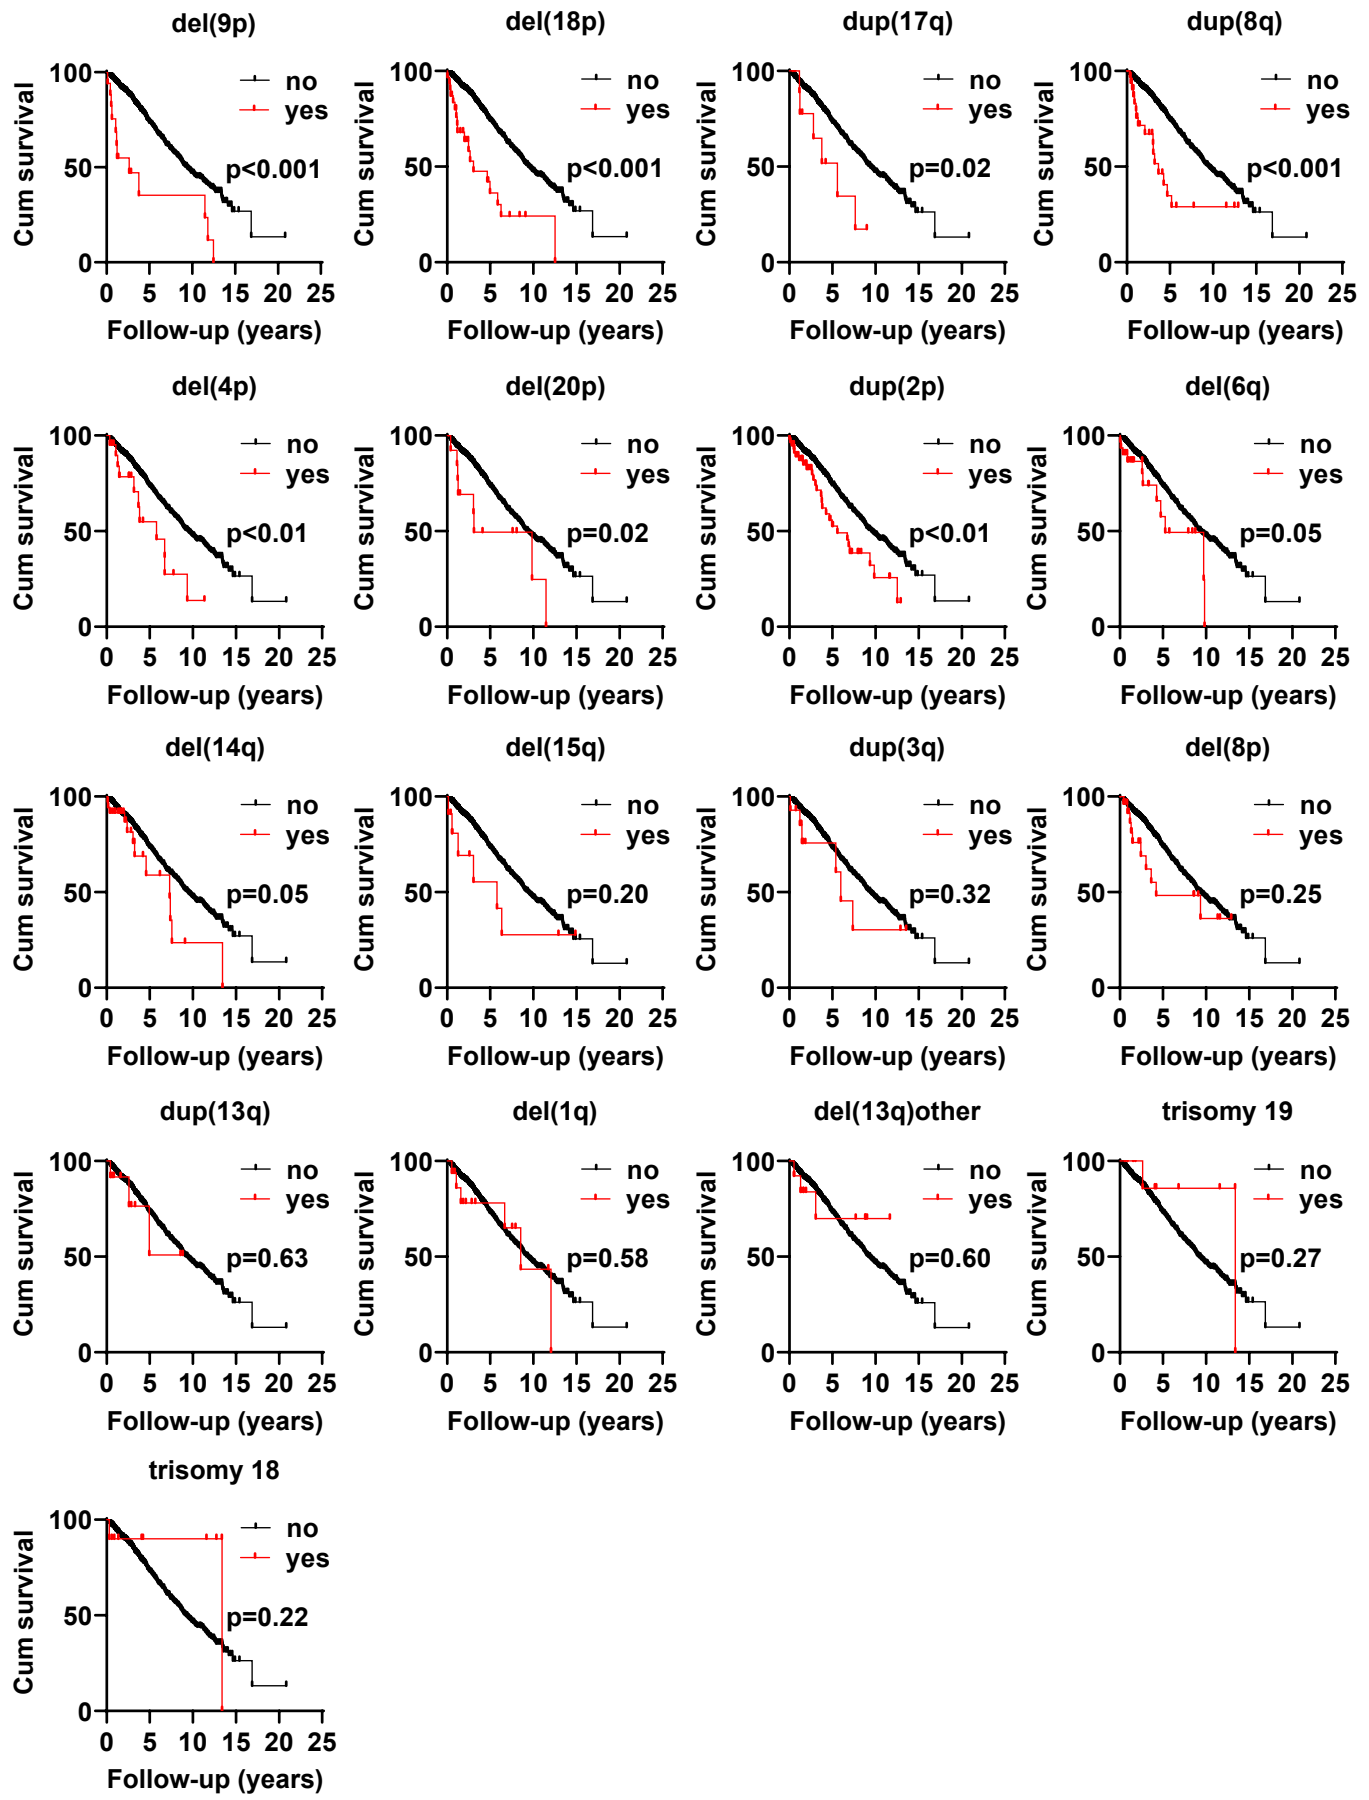 del(9p) del(18p) dup(17q) dup(8q)
Cum survival 100 50 0 no yes p<0.001 Cum survival 100 50 0 no yes p<0.001 Cum survival 100 50 0 no yes p=0.02 Cum survival 100 50 0 no yes p<0.001
0 5 10 15 20 25 0 5 10 15 20 25 0 5 10 15 20 25 0 5 10 15 20 25
Follow-up (years) Follow-up (years) Follow-up (years) Follow-up (years)
del(4p) del(20p) dup(2p) del(6q)
Cum survival 100 50 0 no yes p<0.01 Cum survival 100 50 0 no yes p=0.02 Cum survival 100 50 0 no yes p<0.01 Cum survival 100 50 0 no yes p=0.05
0 5 10 15 20 25 0 5 10 15 20 25 0 5 10 15 20 25 0 5 10 15 20 25
Follow-up (years) Follow-up (years) Follow-up (years) Follow-up (years)
del(14q) del(15q) dup(3q) del(8p)
Cum survival 100 50 0 no yes p=0.05 Cum survival 100 50 0 no yes p=0.20 Cum survival 100 50 0 no yes p=0.32 Cum survival 100 50 0 no yes p=0.25
0 5 10 15 20 25 0 5 10 15 20 25 0 5 10 15 20 25 0 5 10 15 20 25
Follow-up (years) Follow-up (years) Follow-up (years) Follow-up (years)
dup(13q) del(1q) del(13q)other trisomy 19
Cum survival 100 50 0 no yes p=0.63 Cum survival 100 50 0 no yes p=0.58 Cum survival 100 50 0 no yes p=0.60 Cum survival 100 50 0 no yes p=0.27
0 5 10 15 20 25 0 5 10 15 20 25 0 5 10 15 20 25 0 5 10 15 20 25
Follow-up (years) Follow-up (years) Follow-up (years) Follow-up (years)
trisomy 18
Cum survival 100 50 0 no yes p=0.22
0 5 10 15 20 25
Follow-up (years)